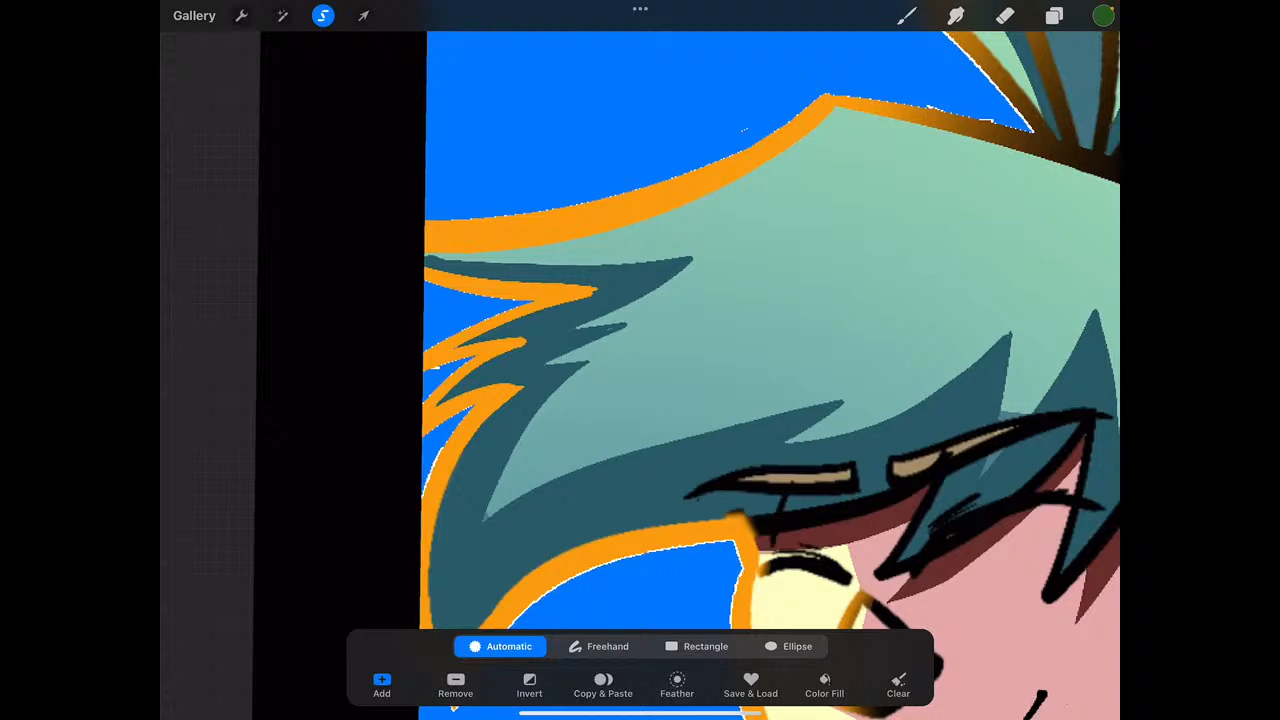 Gallery
Automatic Freehand Rectangle Ellipse
Add Remove Invert Copy & Paste Feather Save & Load Color Fill Clear